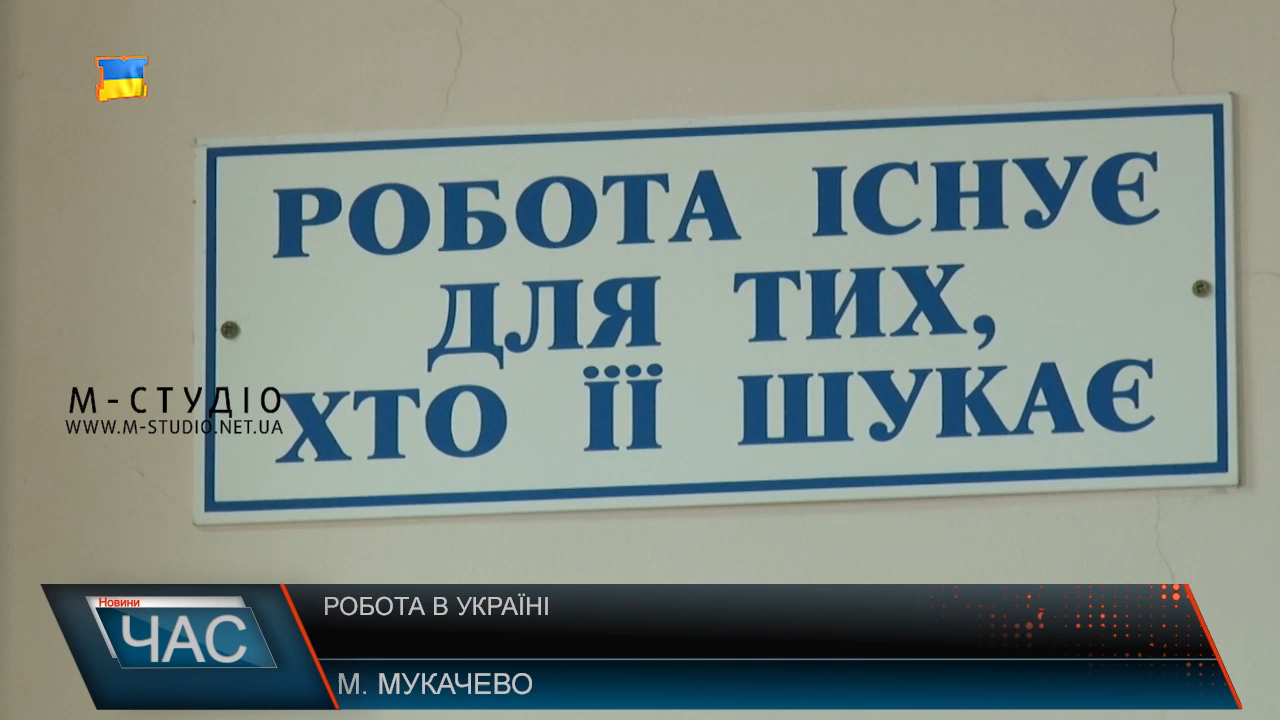 РОБОТА ІСНУЄ
ДЛЯ ТИХ,
ХТО ЇЇ ШУКАЄ
М-СТУДІО
WWW.M-STUDIO.NET.UA
Новини
ЧАС
РОБОТА В УКРАЇНІ
М. МУКАЧЕВО